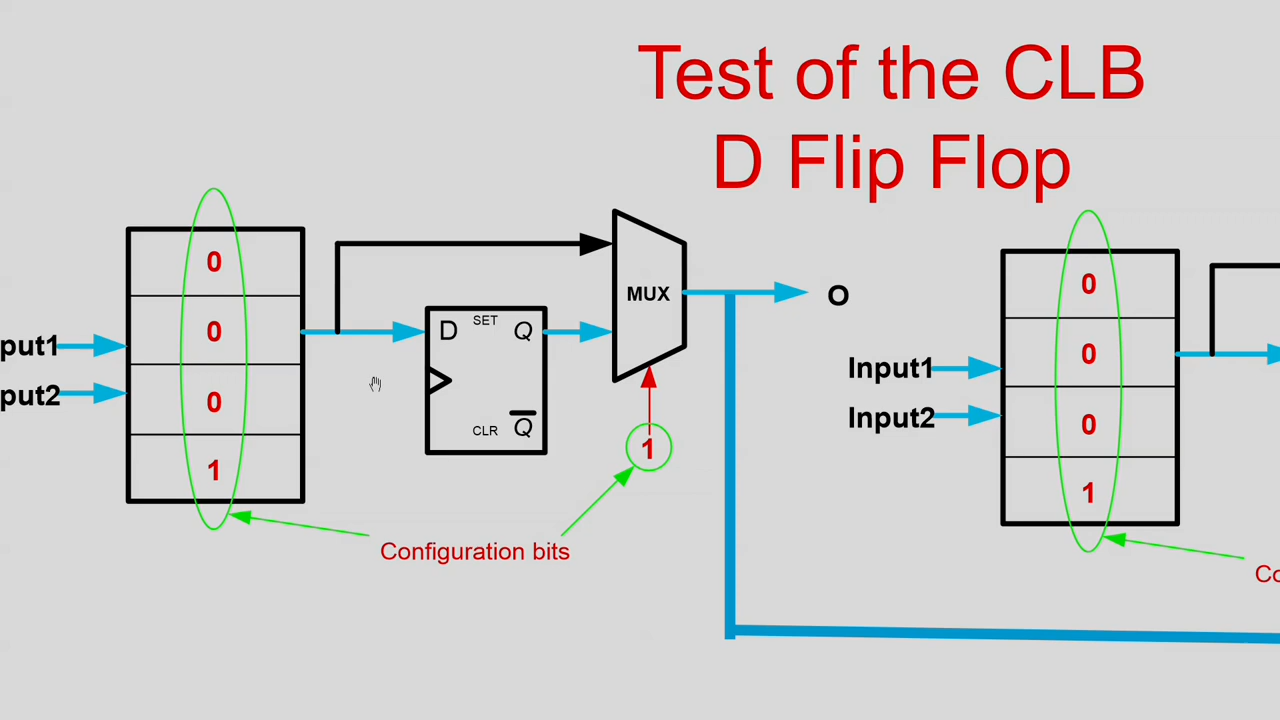 Test of the CLB
D Flip Flop
0
0
0
1
put1
put2
D
SET
Q
CLR
Q
MUX
1
O
Configuration bits
Input1
Input2
0
0
0
1
Co